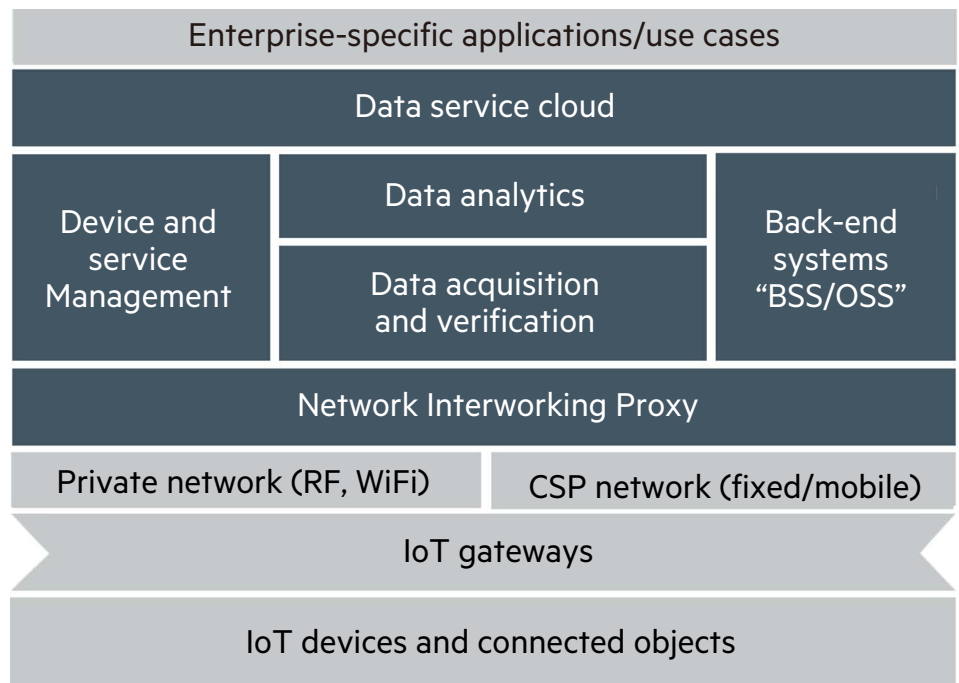 Enterprise-specific applications/use cases
Data service cloud
Device and
service
Management
Data analytics
Data acquisition
and verification
Back-end
systems
“BSS/OSS”
Network Interworking Proxy
Private network (RF, WiFi)
CSP network (fixed/mobile)
IoT gateways
IoT devices and connected objects